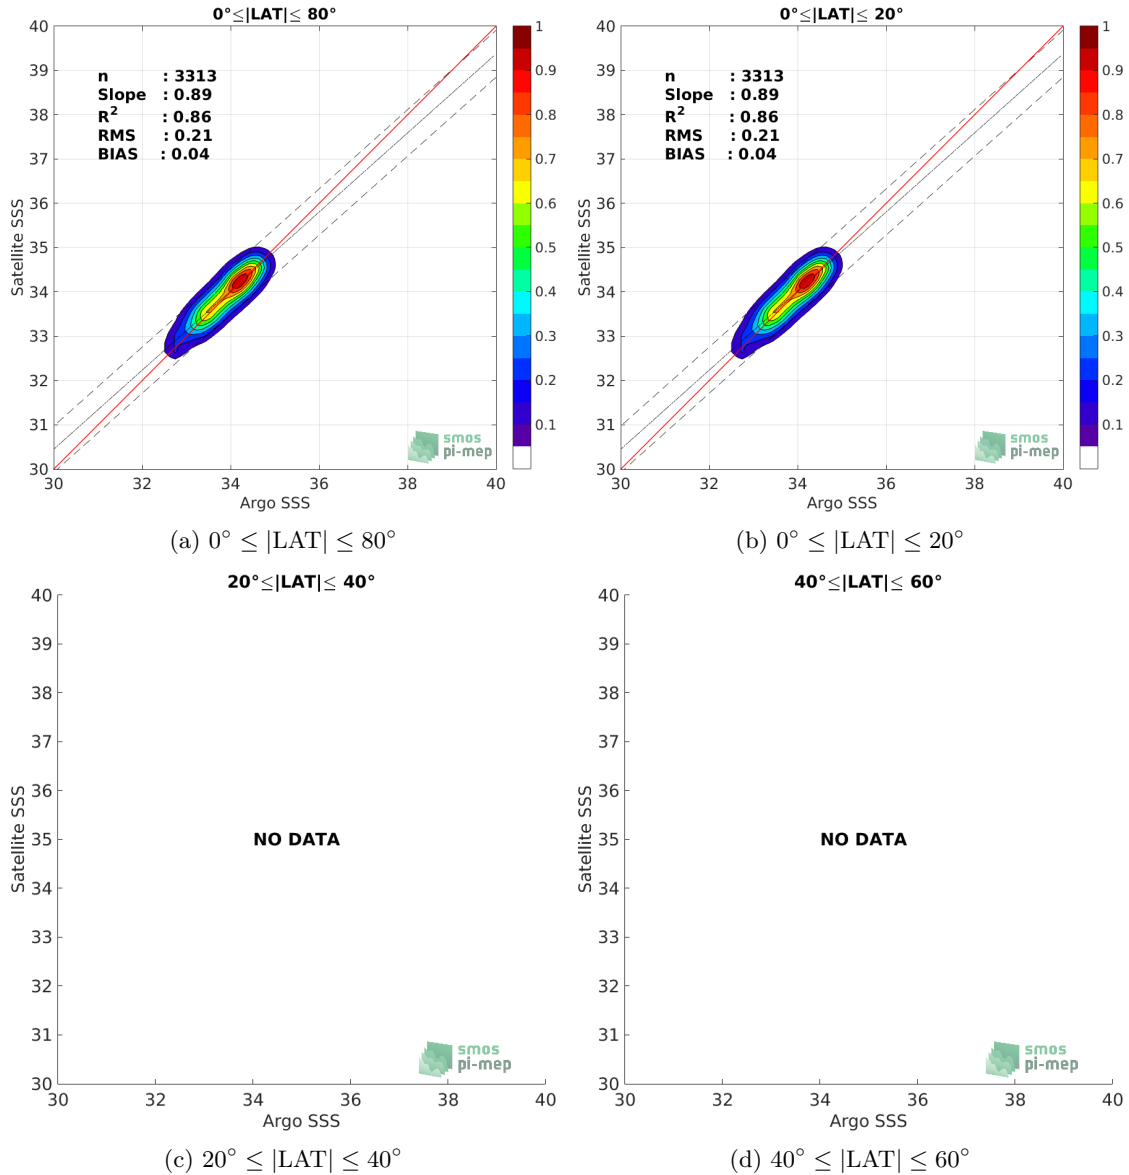 0°≤|LAT|≤ 80°
40
39
38
37
36
35
34
33
32
31
30
Satellite SSS
n : 3313
Slope : 0.89
R² : 0.86
RMS : 0.21
BIAS : 0.04
smos
pi-mep
30 32 34 36 38 40
Argo SSS
1
0.9
0.8
0.7
0.6
0.5
0.4
0.3
0.2
0.1
(a) 0° ≤ |LAT| ≤ 80°
0°≤|LAT|≤ 20°
40
39
38
37
36
35
34
33
32
31
30
Satellite SSS
n : 3313
Slope : 0.89
R² : 0.86
RMS : 0.21
BIAS : 0.04
smos
pi-mep
30 32 34 36 38 40
Argo SSS
1
0.9
0.8
0.7
0.6
0.5
0.4
0.3
0.2
0.1
(b) 0° ≤ |LAT| ≤ 20°
20°≤|LAT|≤ 40°
40
39
38
37
36
35
34
33
32
31
30
Satellite SSS
NO DATA
smos
pi-mep
30 32 34 36 38 40
Argo SSS
(c) 20° ≤ |LAT| ≤ 40°
40°≤|LAT|≤ 60°
40
39
38
37
36
35
34
33
32
31
30
Satellite SSS
NO DATA
smos
pi-mep
30 32 34 36 38 40
Argo SSS
(d) 40° ≤ |LAT| ≤ 60°